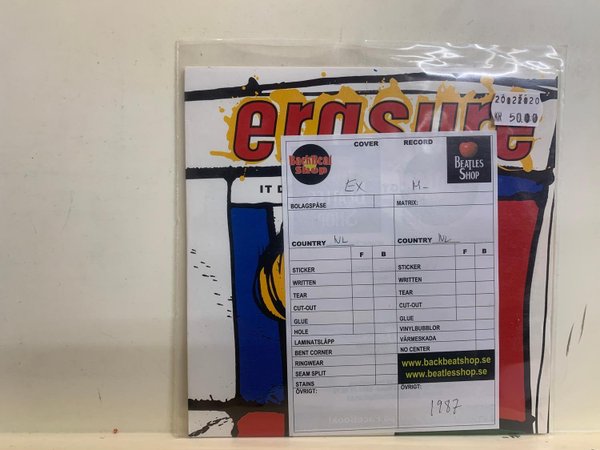 erasure
20122020
KR 50.00
IT D
COVER RECORD
BackBeat Shop
BEATLES SHOP
EX M-
BOLAGSPÅSE MATRIX:
COUNTRY NL COUNTRY NL
F B F B
STICKER STICKER
WRITTEN WRITTEN
TEAR TEAR
CUT-OUT CUT-OUT
GLUE GLUE
HOLE VINYLBUBBLOR
LAMINATSLÄPP VÄRMESKADA
BENT CORNER NO CENTER
RINGWEAR
SEAM SPLIT
www.backbeatshop.se
www.beatlesshop.se
STAINS
ÖVRIGT: ÖVRIGT:
1987